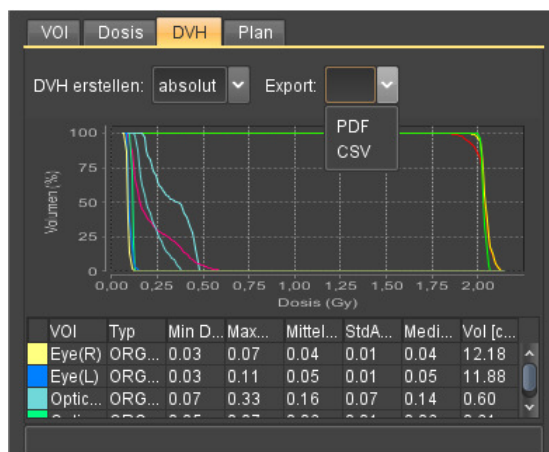 VOI Dosis DVH Plan
DVH erstellen: absolut Export:
PDF
CSV
100
75
50
25
0
Volumen (%)
0,00 0,25 0,50 0,75 1,00 1,25 1,50 1,75 2,00
Dosis (Gy)
VOI Typ Min D... Max... Mittel... StdA... Medi... Vol [c...
Eye(R) ORG... 0.03 0.07 0.04 0.01 0.04 12.18
Eye(L) ORG... 0.03 0.11 0.05 0.01 0.05 11.88
Optic... ORG... 0.07 0.33 0.16 0.07 0.14 0.60